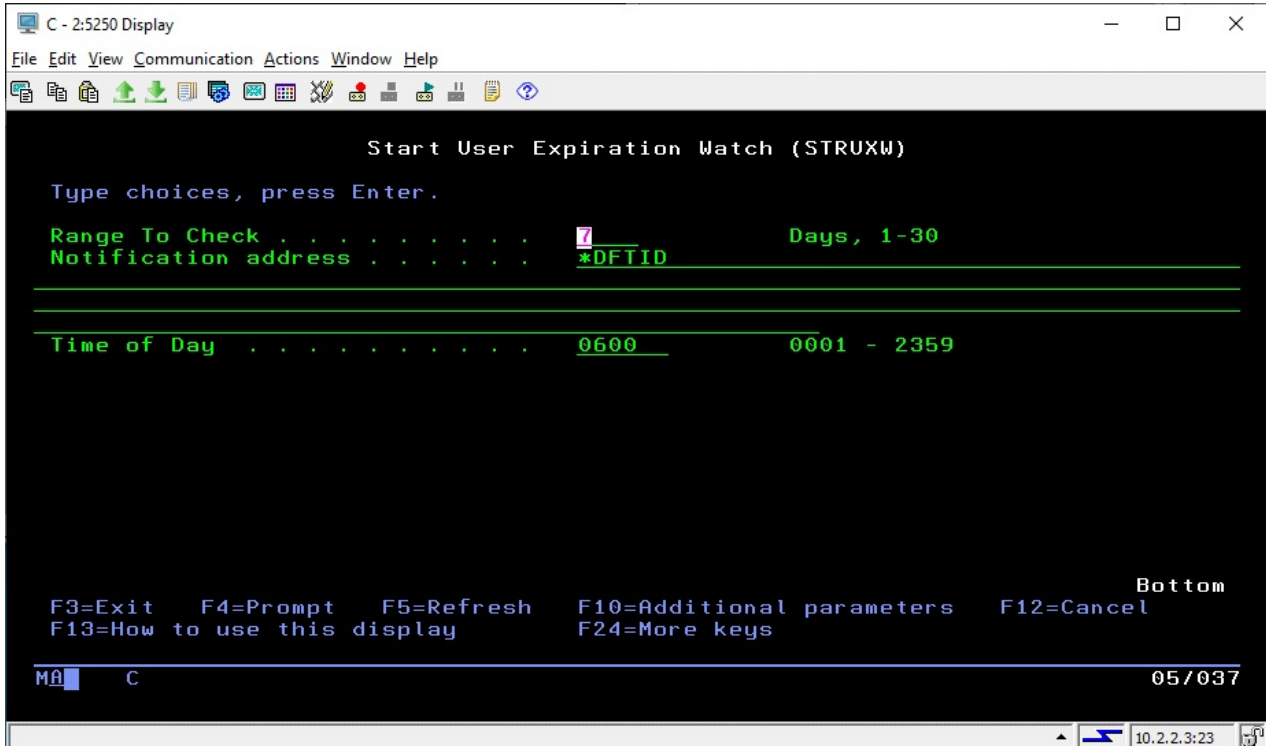 C - 2:5250 Display
File Edit View Communication Actions Window Help
Start User Expiration Watch (STRUXW)
Type choices, press Enter.
Range To Check . . . . . . . . . 7 Days, 1-30
Notification address . . . . . . *DFTID
Time of Day . . . . . . . . . . 0600 0001 - 2359
Bottom
F3=Exit F4=Prompt F5=Refresh F10=Additional parameters F12=Cancel
F13=How to use this display F24=More keys
MA C 05/037
10.2.2.3:23